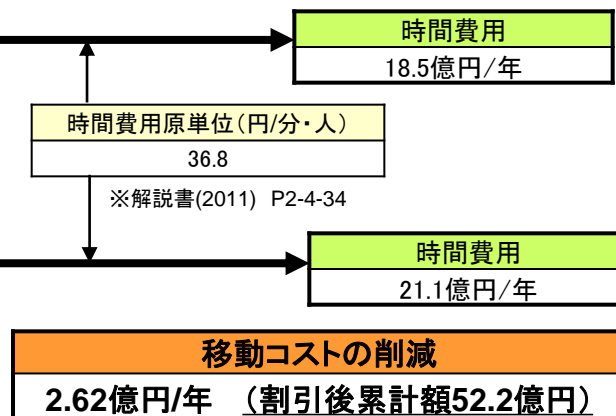 時間費用
18.5億円/年
時間費用原単位(円/分・人)
36.8
※解説書(2011) P2-4-34
時間費用
21.1億円/年
移動コストの削減
2.62億円/年 (割引後累計額52.2億円)